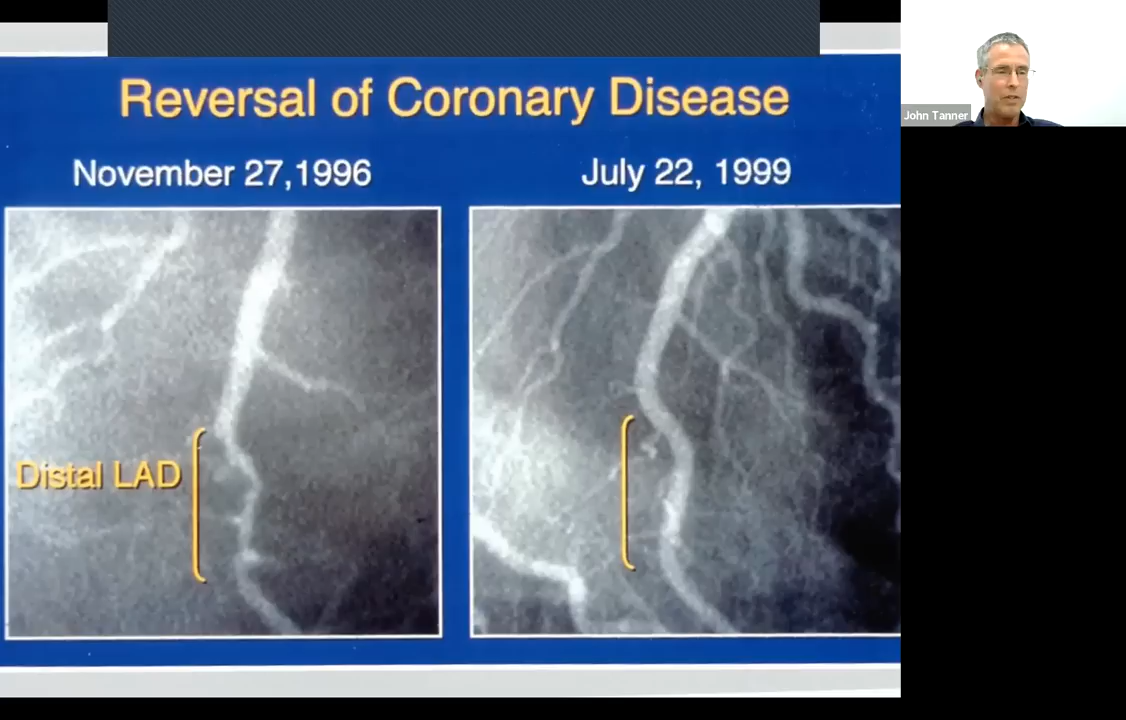 Reversal of Coronary Disease
November 27,1996
July 22, 1999
Distal LAD
John Tanner